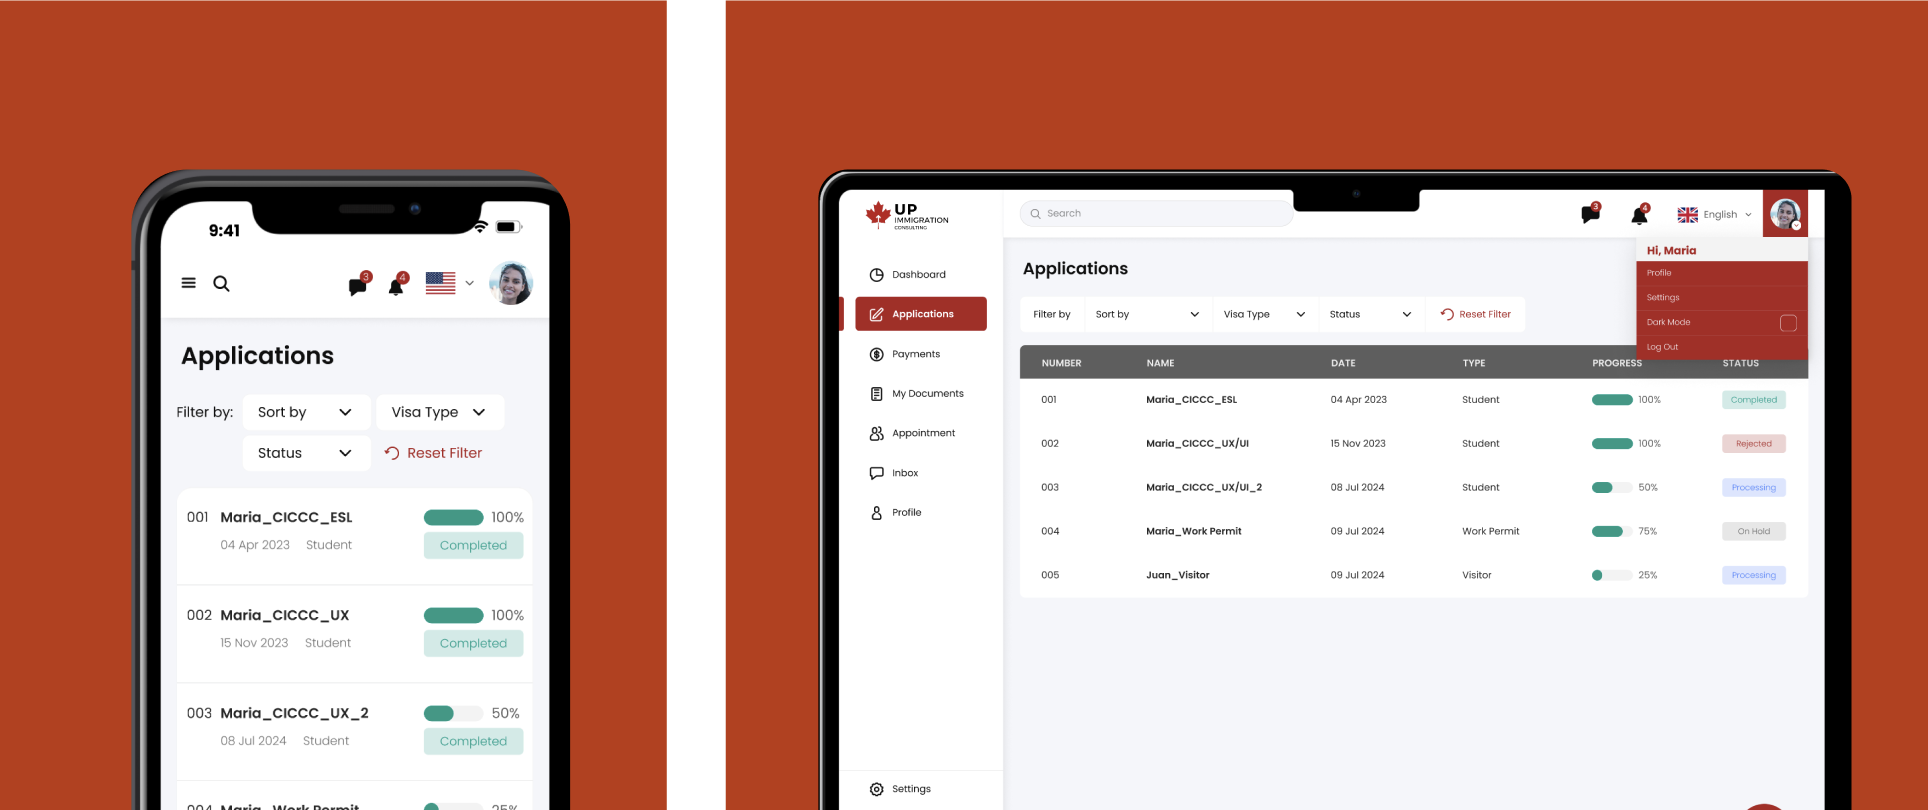 9:41
3
4
Applications
Filter by: Sort by Visa Type
Status Reset Filter
001 Maria_CICCC_ESL 100%
04 Apr 2023 Student Completed
002 Maria_CICCC_UX 100%
15 Nov 2023 Student Completed
003 Maria_CICCC_UX_2 50%
08 Jul 2024 Student Completed
004 Maria_Work Permit 25%
UP
IMMIGRATION
CONSULTING
Search
3
4
English
Dashboard
Applications
Payments
My Documents
Appointment
Inbox
Profile
Settings
Hi, Maria
Profile
Settings
Dark Mode
Log Out
Applications
Filter by Sort by Visa Type Status Reset Filter
NUMBER NAME DATE TYPE PROGRESS STATUS
001 Maria_CICCC_ESL 04 Apr 2023 Student 100% Completed
002 Maria_CICCC_UX/UI 15 Nov 2023 Student 100% Rejected
003 Maria_CICCC_UX/UI_2 08 Jul 2024 Student 50% Processing
004 Maria_Work Permit 09 Jul 2024 Work Permit 75% On Hold
005 Juan_Visitor 09 Jul 2024 Visitor 25% Processing